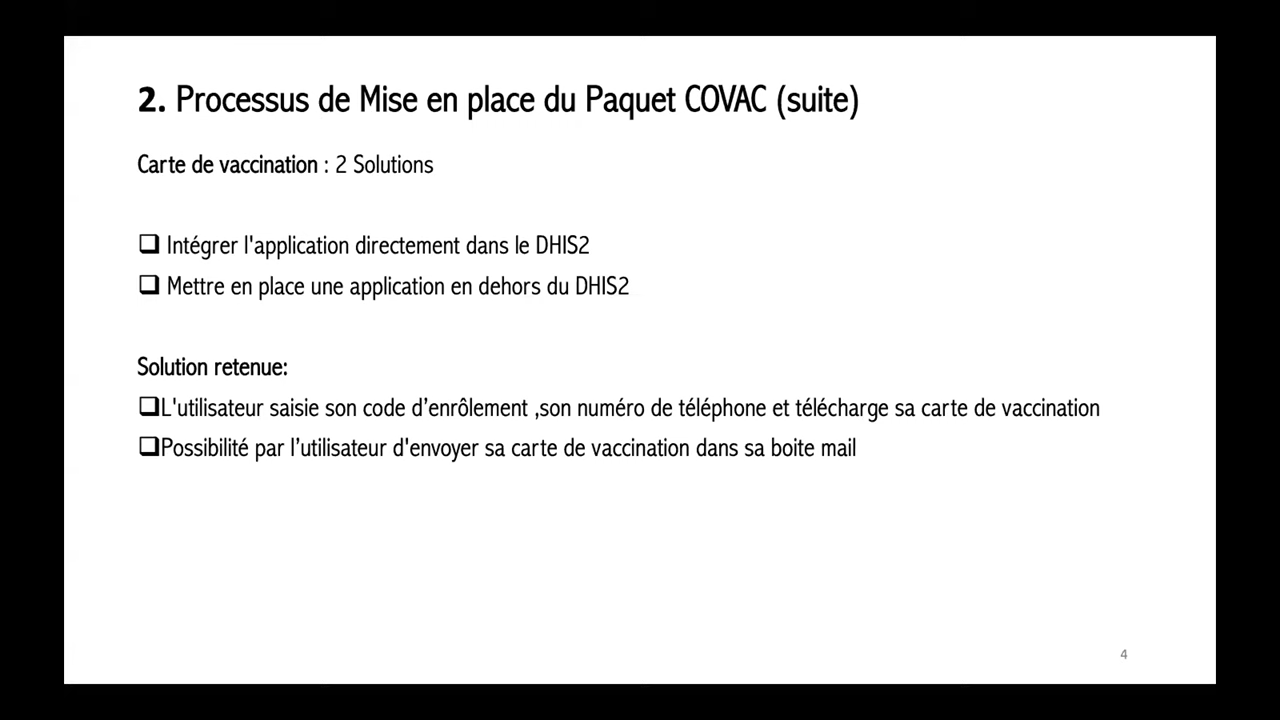 2. Processus de Mise en place du Paquet COVAC (suite)
Carte de vaccination : 2 Solutions
❑ Intégrer l'application directement dans le DHIS2
❑ Mettre en place une application en dehors du DHIS2
Solution retenue:
❑L'utilisateur saisie son code d’enrôlement ,son numéro de téléphone et télécharge sa carte de vaccination
❑Possibilité par l’utilisateur d'envoyer sa carte de vaccination dans sa boite mail
4